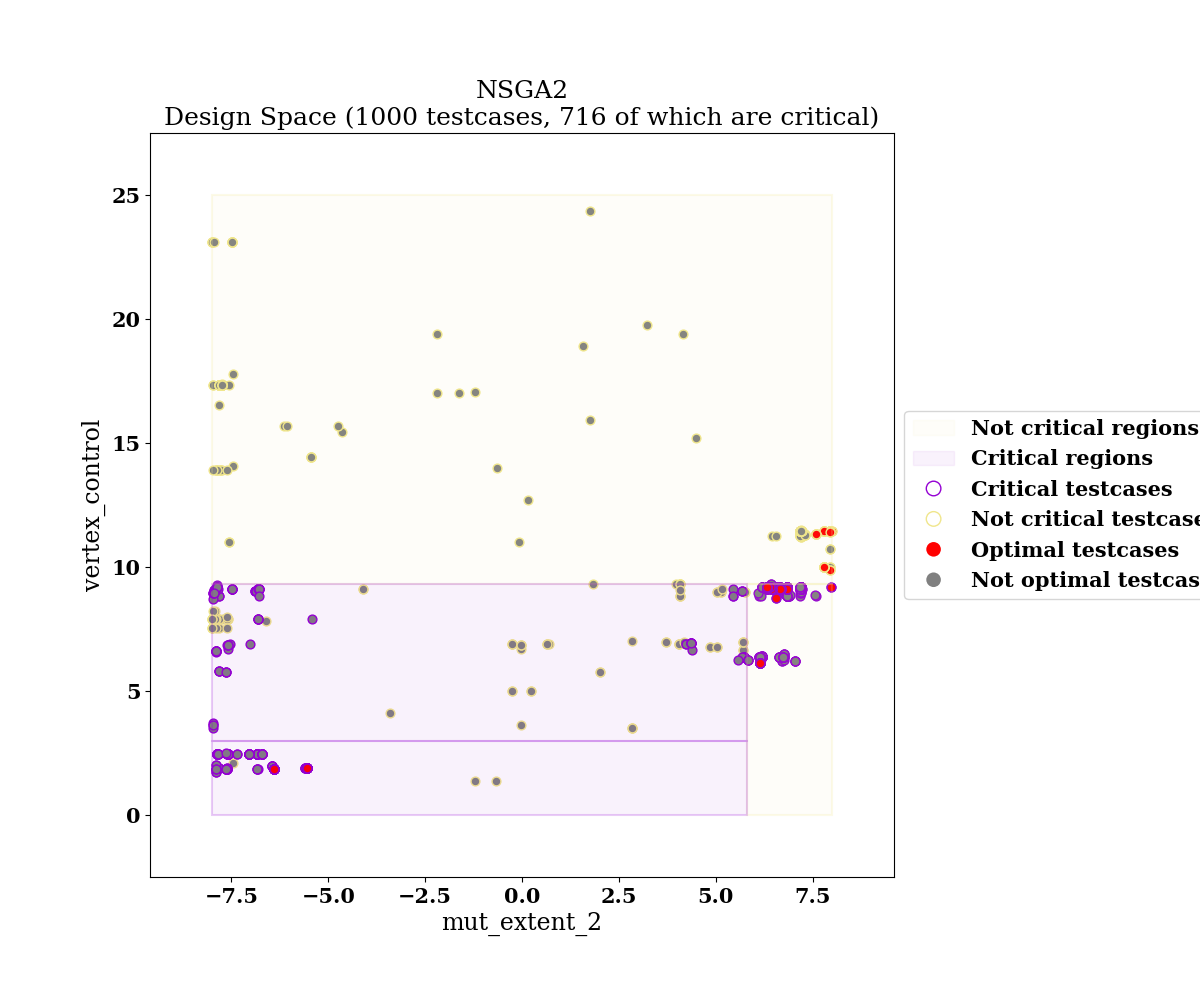 NSGA2
Design Space (1000 testcases, 716 of which are critical)
25
20
15
10
5
0
vertex_control
−7.5
−5.0
−2.5
0.0
2.5
5.0
7.5
mut_extent_2
Not critical regions
Critical regions
Critical testcases
Not critical testcase
Optimal testcases
Not optimal testcas